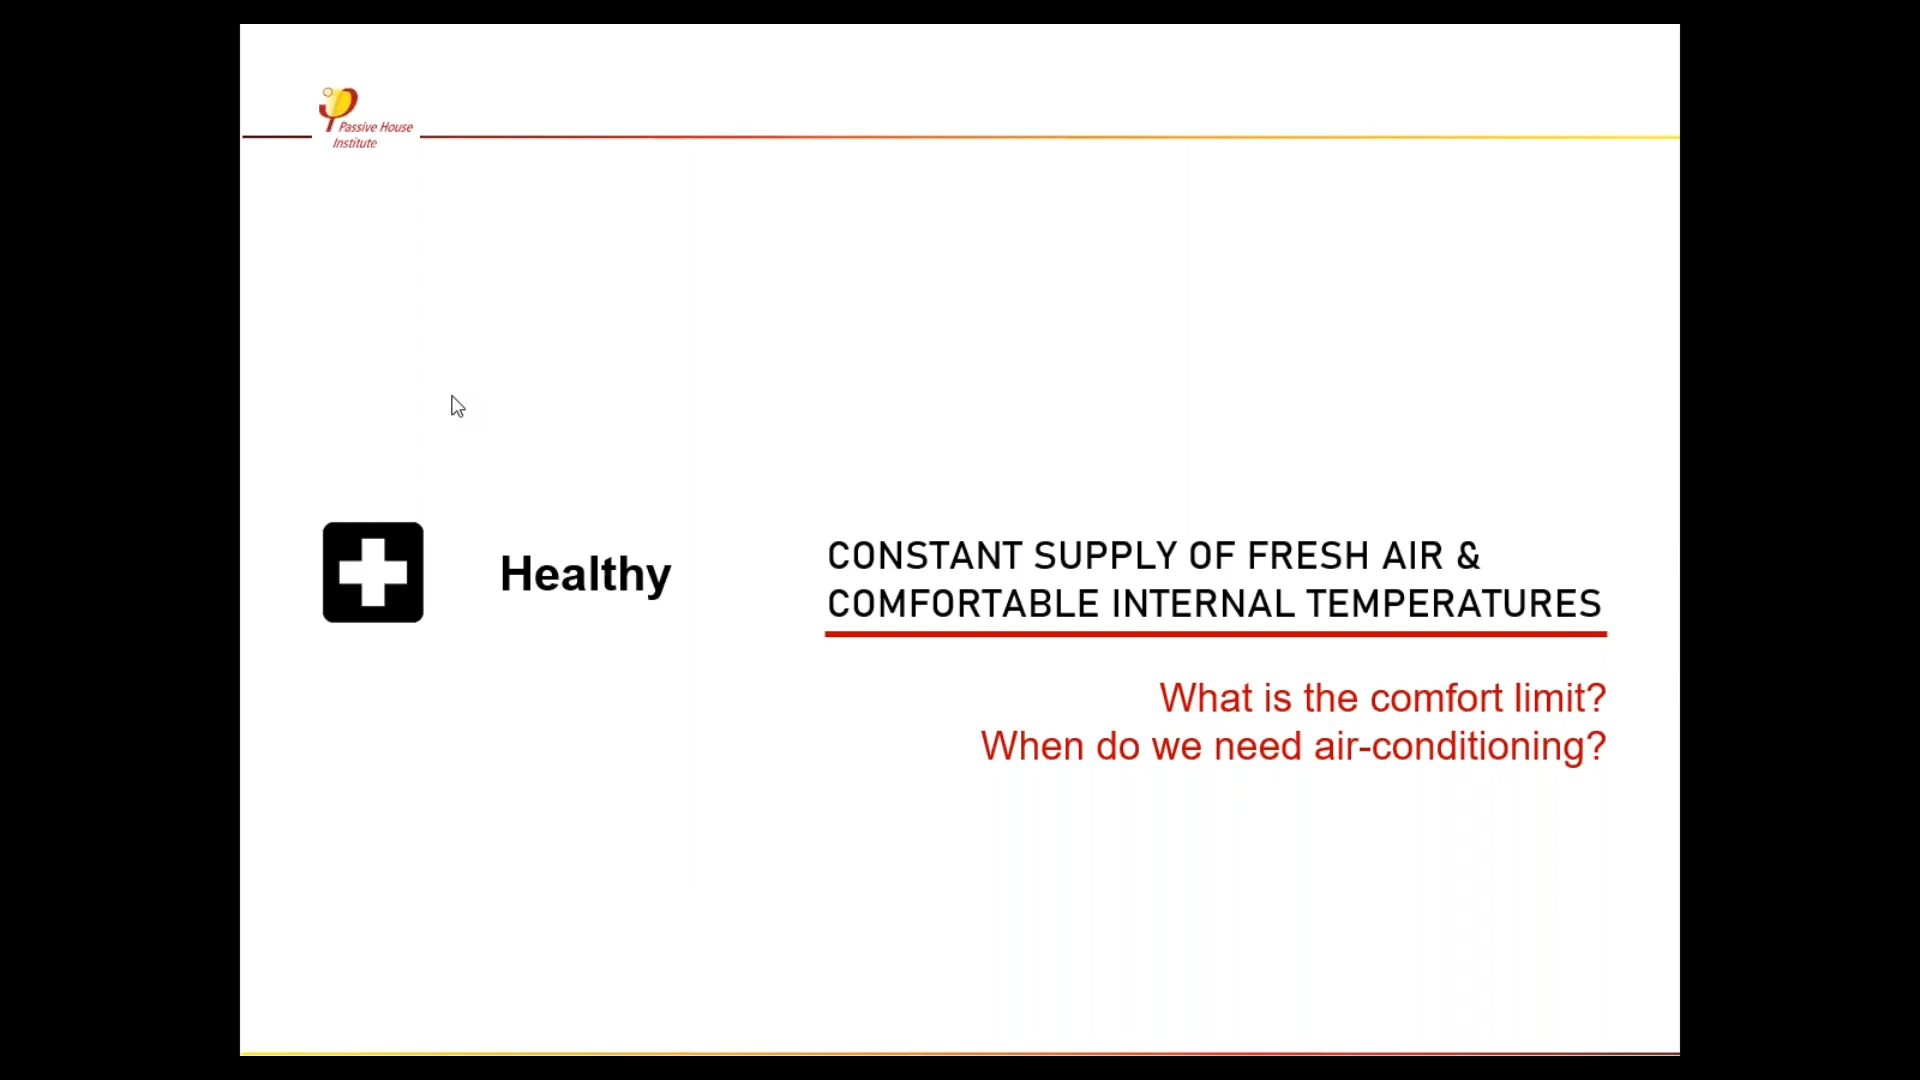 Passive House
Institute
Healthy
CONSTANT SUPPLY OF FRESH AIR &
COMFORTABLE INTERNAL TEMPERATURES
What is the comfort limit?
When do we need air-conditioning?